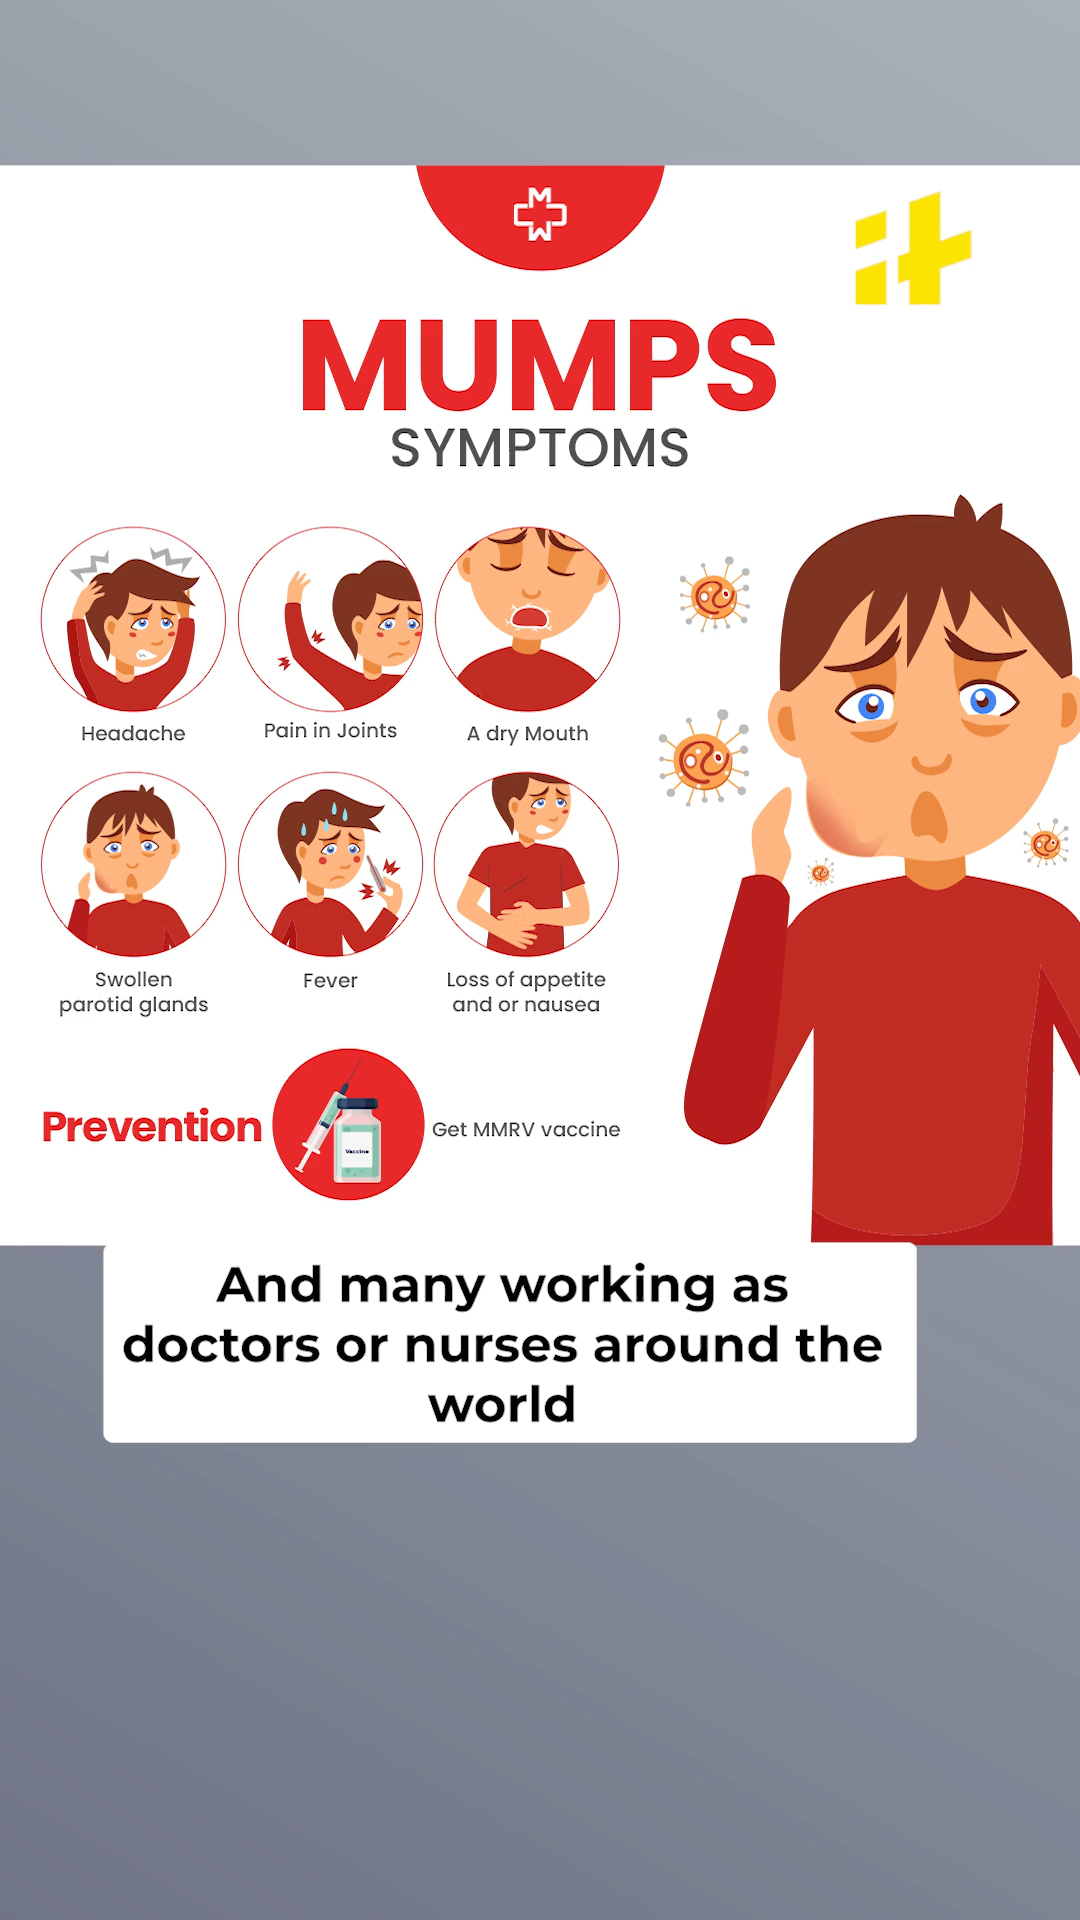 MUMPS
SYMPTOMS
Headache
Pain in Joints
A dry Mouth
Swollen
parotid glands
Fever
Loss of appetite
and or nausea
Prevention
Vaccine
Get MMRV vaccine
And many working as
doctors or nurses around the
world